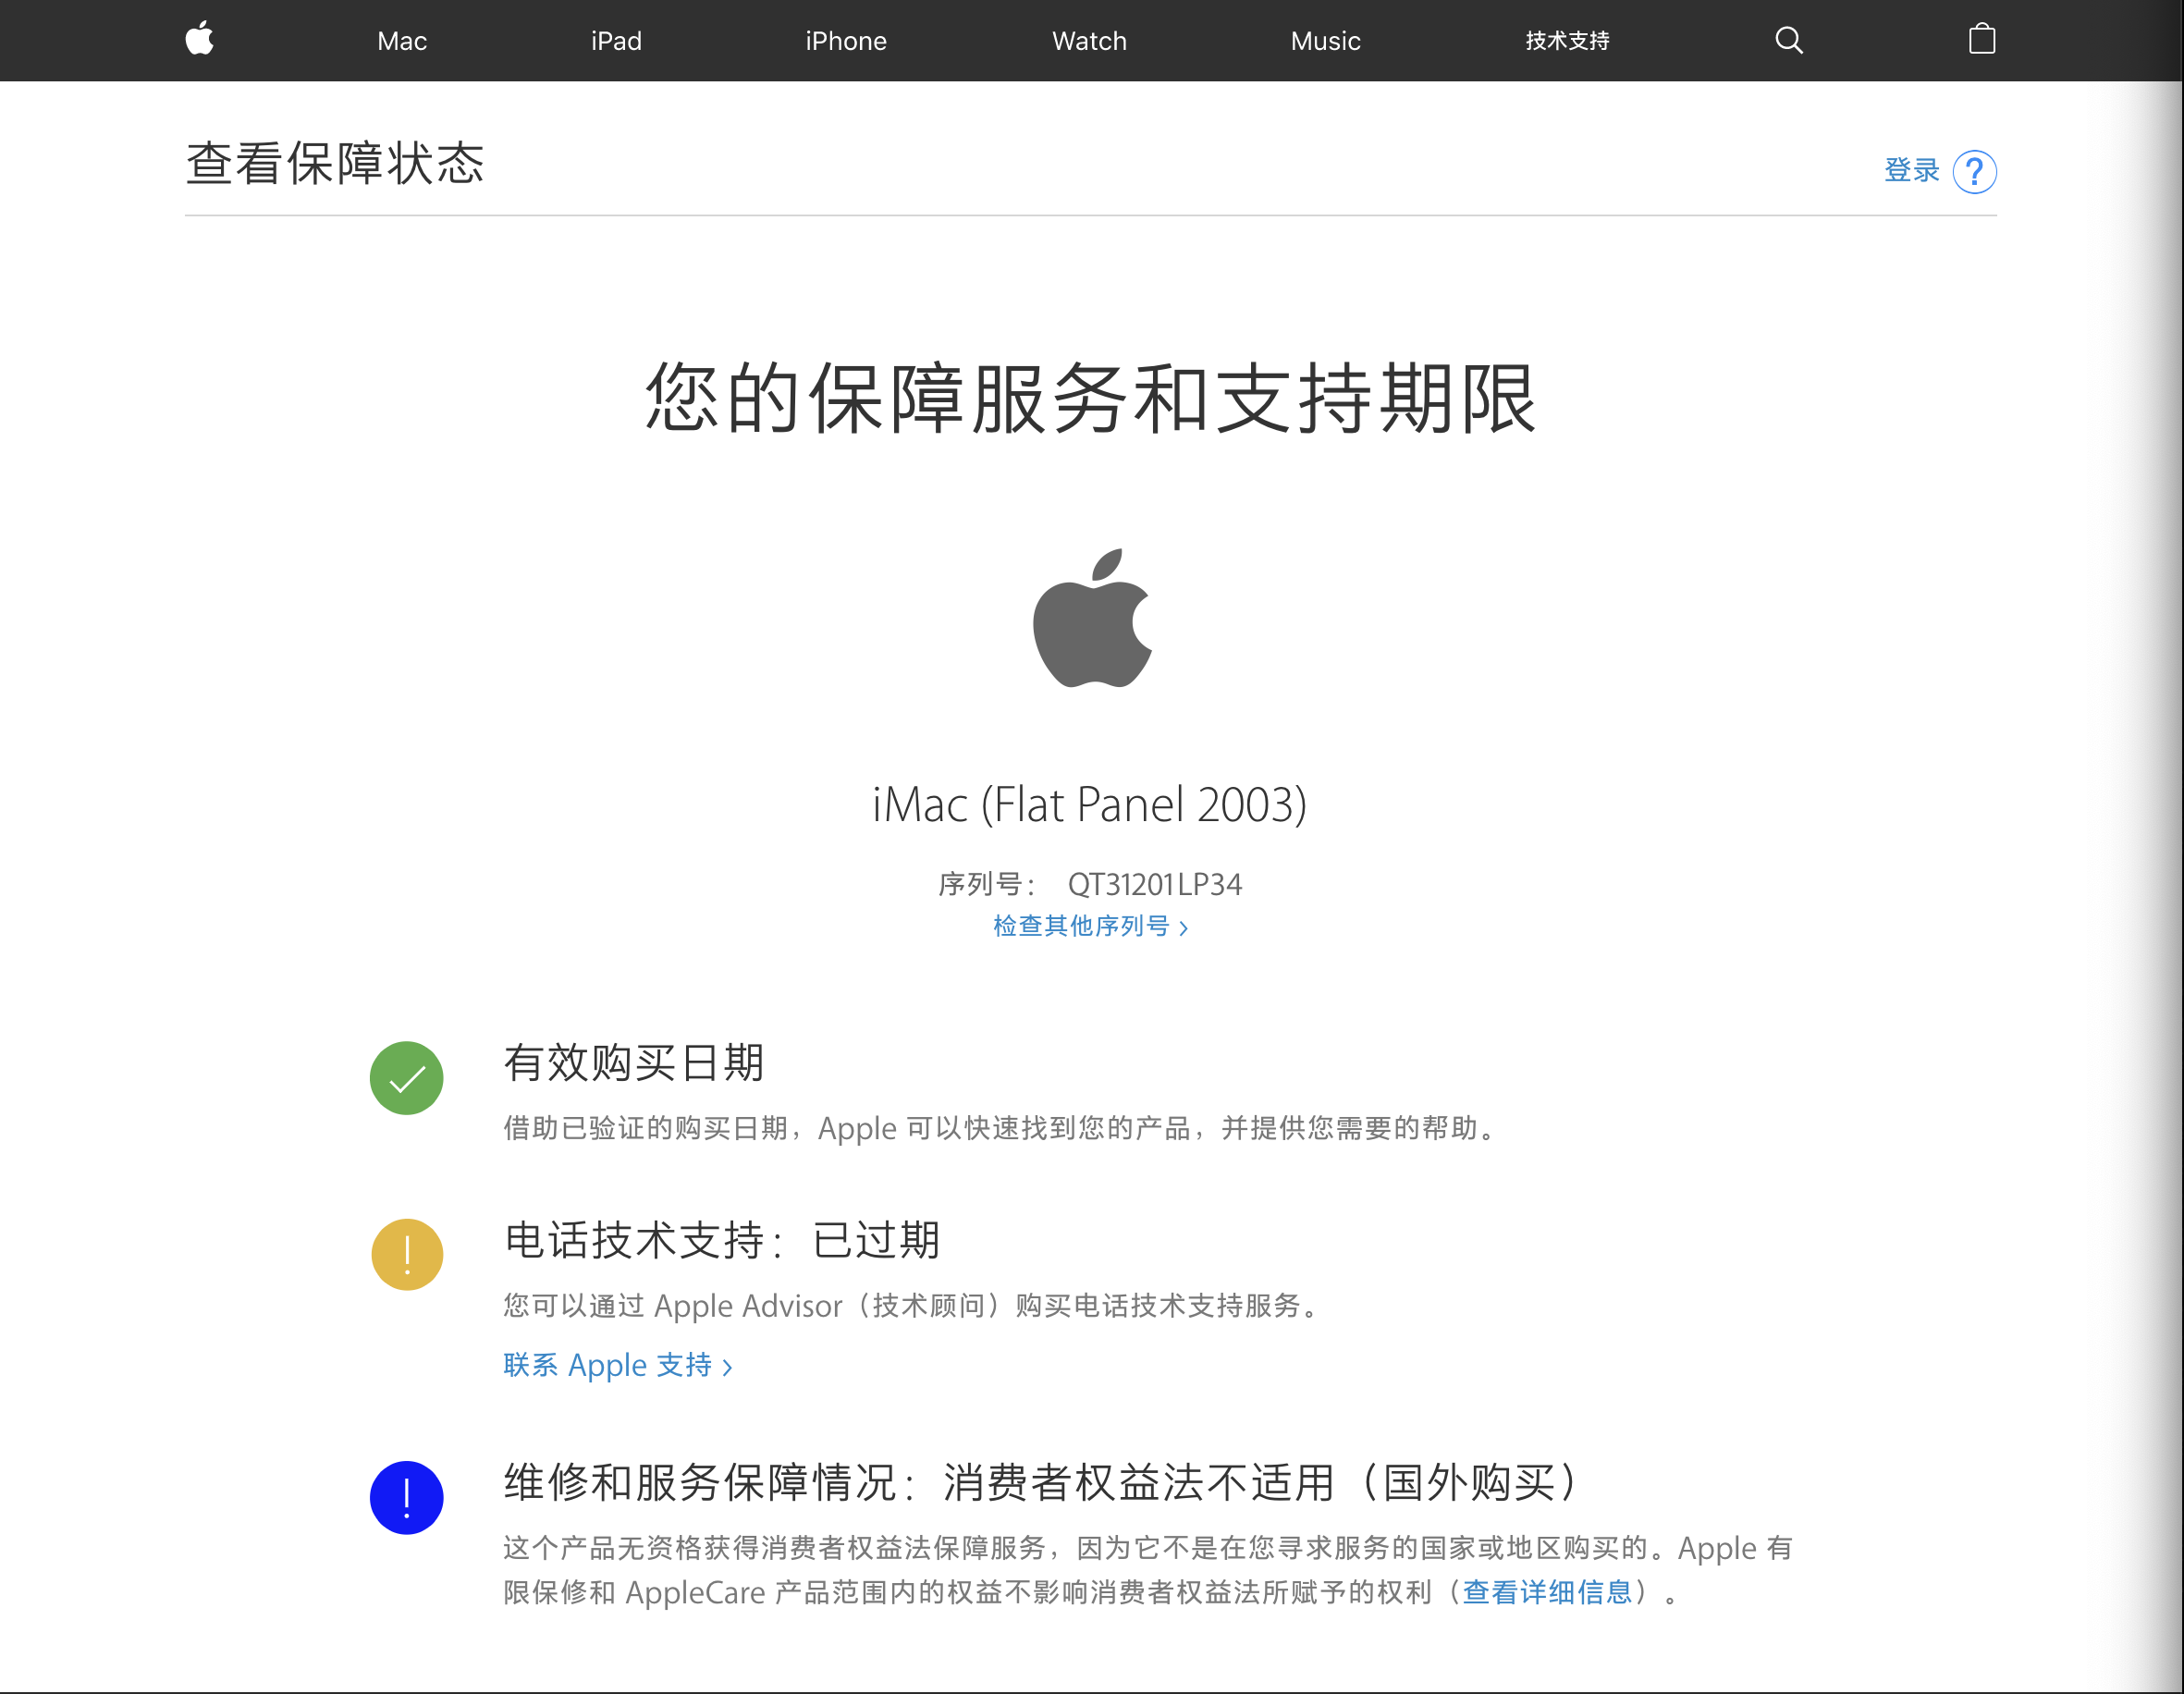 Mac iPad iPhone Watch Music 技术支持
查看保障状态
登录 ?
您的保障服务和支持期限
iMac (Flat Panel 2003)
序列号： QT31201LP34
检查其他序列号 ›
有效购买日期
借助已验证的购买日期，Apple 可以快速找到您的产品，并提供您需要的帮助。
电话技术支持：已过期
您可以通过 Apple Advisor（技术顾问）购买电话技术支持服务。
联系 Apple 支持 ›
维修和服务保障情况：消费者权益法不适用（国外购买）
这个产品无资格获得消费者权益法保障服务，因为它不是在您寻求服务的国家或地区购买的。Apple 有
限保修和 AppleCare 产品范围内的权益不影响消费者权益法所赋予的权利（查看详细信息）。